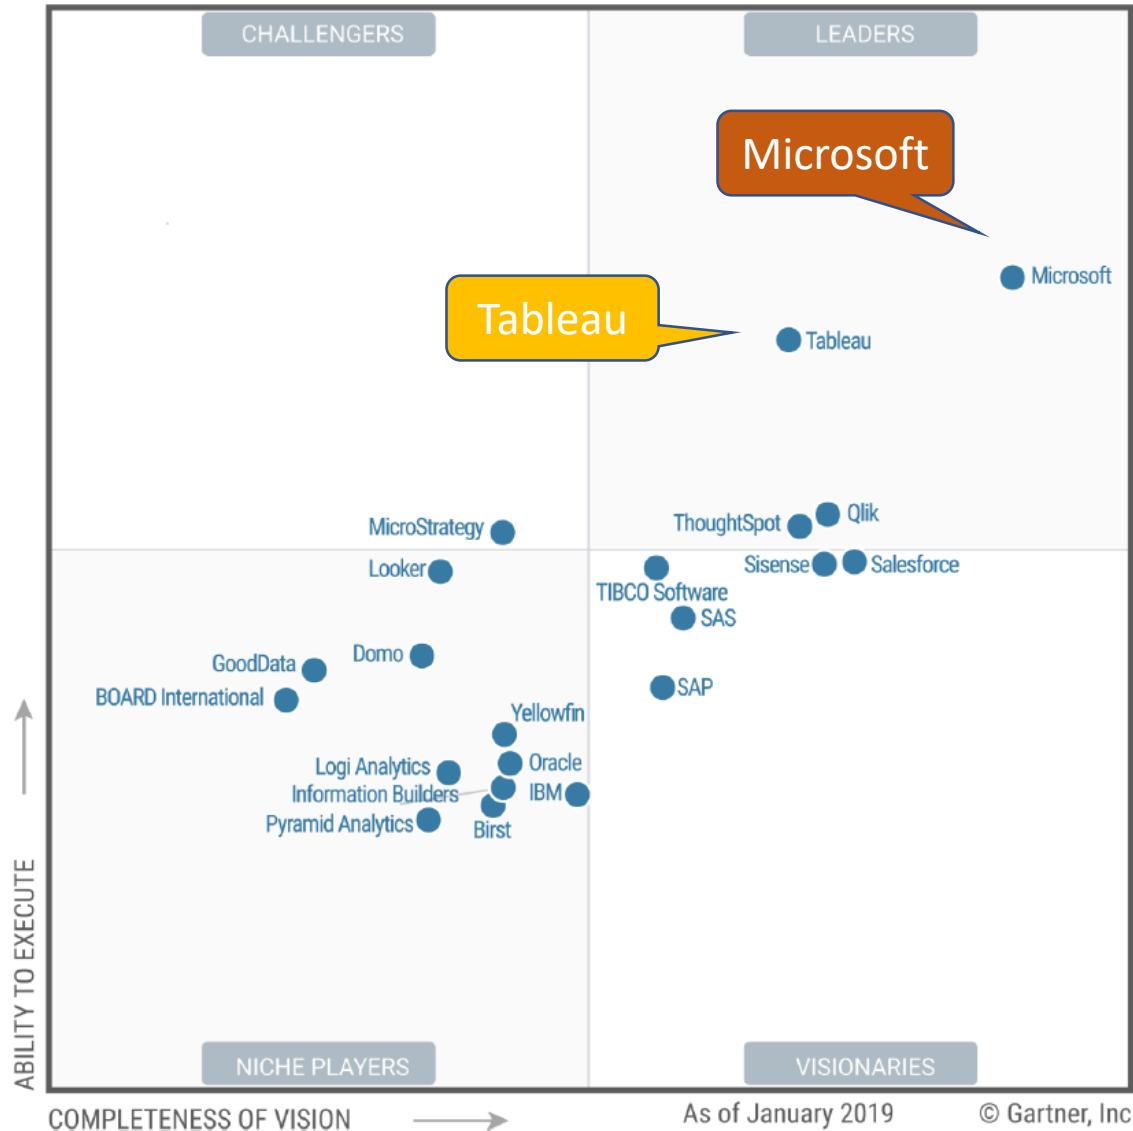 CHALLENGERS
LEADERS
Microsoft
Microsoft
Tableau
Tableau
MicroStrategy
ThoughtSpot
Qlik
Looker
Sisense
Salesforce
TIBCO Software
SAS
Domo
GoodData
BOARD International
SAP
Yellowfin
Oracle
Logi Analytics
Information Builders
IBM
Pyramid Analytics
Birst
ABILITY TO EXECUTE
NICHE PLAYERS
VISIONARIES
COMPLETENESS OF VISION
As of January 2019
© Gartner, Inc